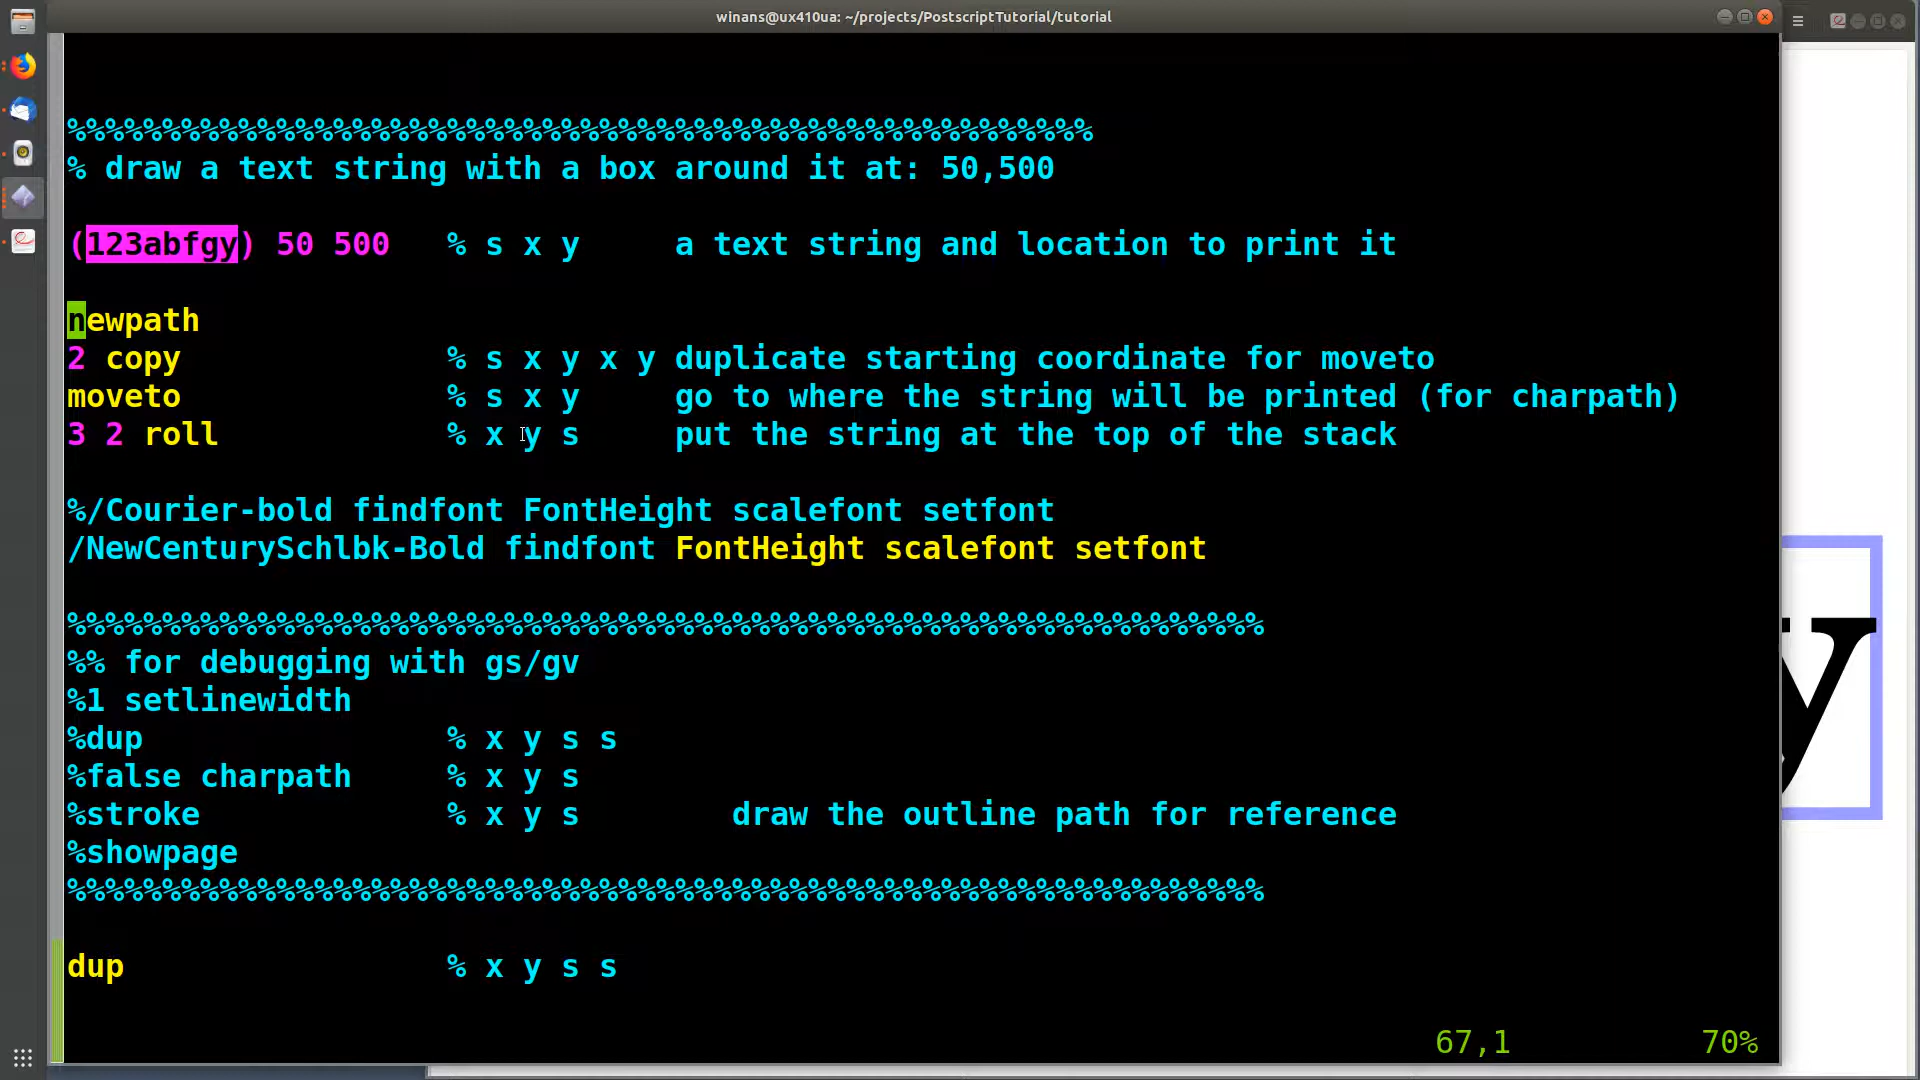 winans@ux410ua: ~/projects/PostscriptTutorial/tutorial
%%%%%%%%%%%%%%%%%%%%%%%%%%%%%%%%%%%%%%%%%%%%%%%%%%%%%%
% draw a text string with a box around it at: 50,500
(123abfgy) 50 500   % s x y     a text string and location to print it
newpath
2 copy              % s x y x y duplicate starting coordinate for moveto
moveto              % s x y     go to where the string will be printed (for charpath)
3 2 roll            % x y s     put the string at the top of the stack
%/Courier-bold findfont FontHeight scalefont setfont
/NewCenturySchlbk-Bold findfont FontHeight scalefont setfont
%%%%%%%%%%%%%%%%%%%%%%%%%%%%%%%%%%%%%%%%%%%%%%%%%%%%%%%%%%%%%%%
%% for debugging with gs/gv
%1 setlinewidth
%dup                % x y s s
%false charpath     % x y s
%stroke             % x y s        draw the outline path for reference
%showpage
%%%%%%%%%%%%%%%%%%%%%%%%%%%%%%%%%%%%%%%%%%%%%%%%%%%%%%%%%%%%%%%
dup                 % x y s s
67,1          70%
y